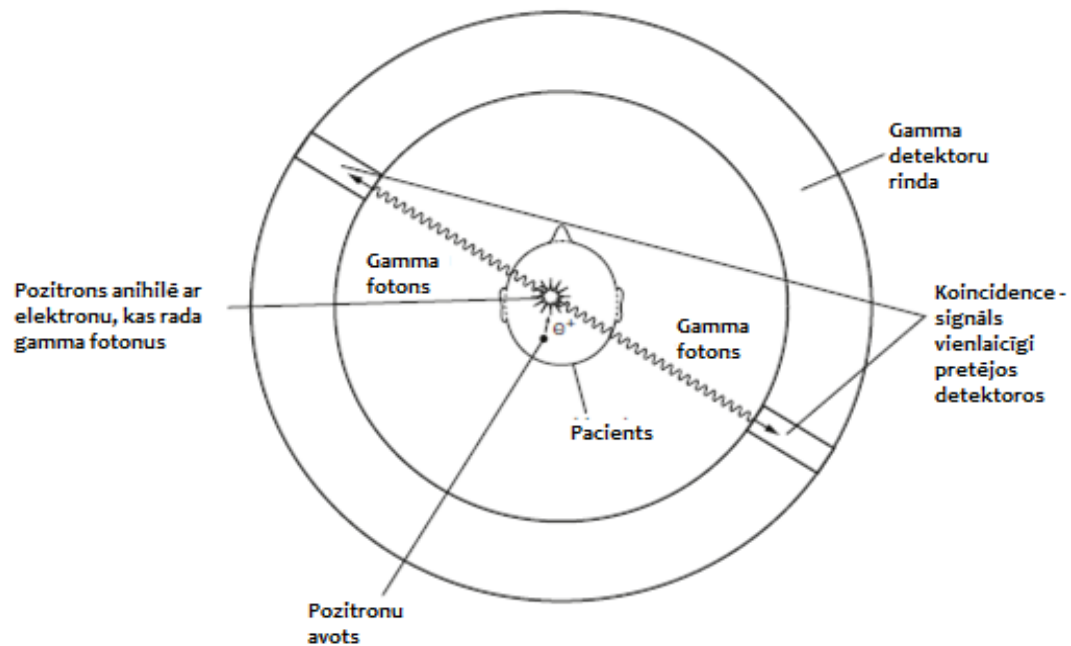 Gamma
detektoru
rinda
Gamma
fotons
Pozitrons anihilē ar
elektronu, kas rada
gamma fotonus
e⁺
Gamma
fotons
Koincidence -
signāls
vienlaicīgi
pretējos
detektoros
Pacients
Pozitronu
avots